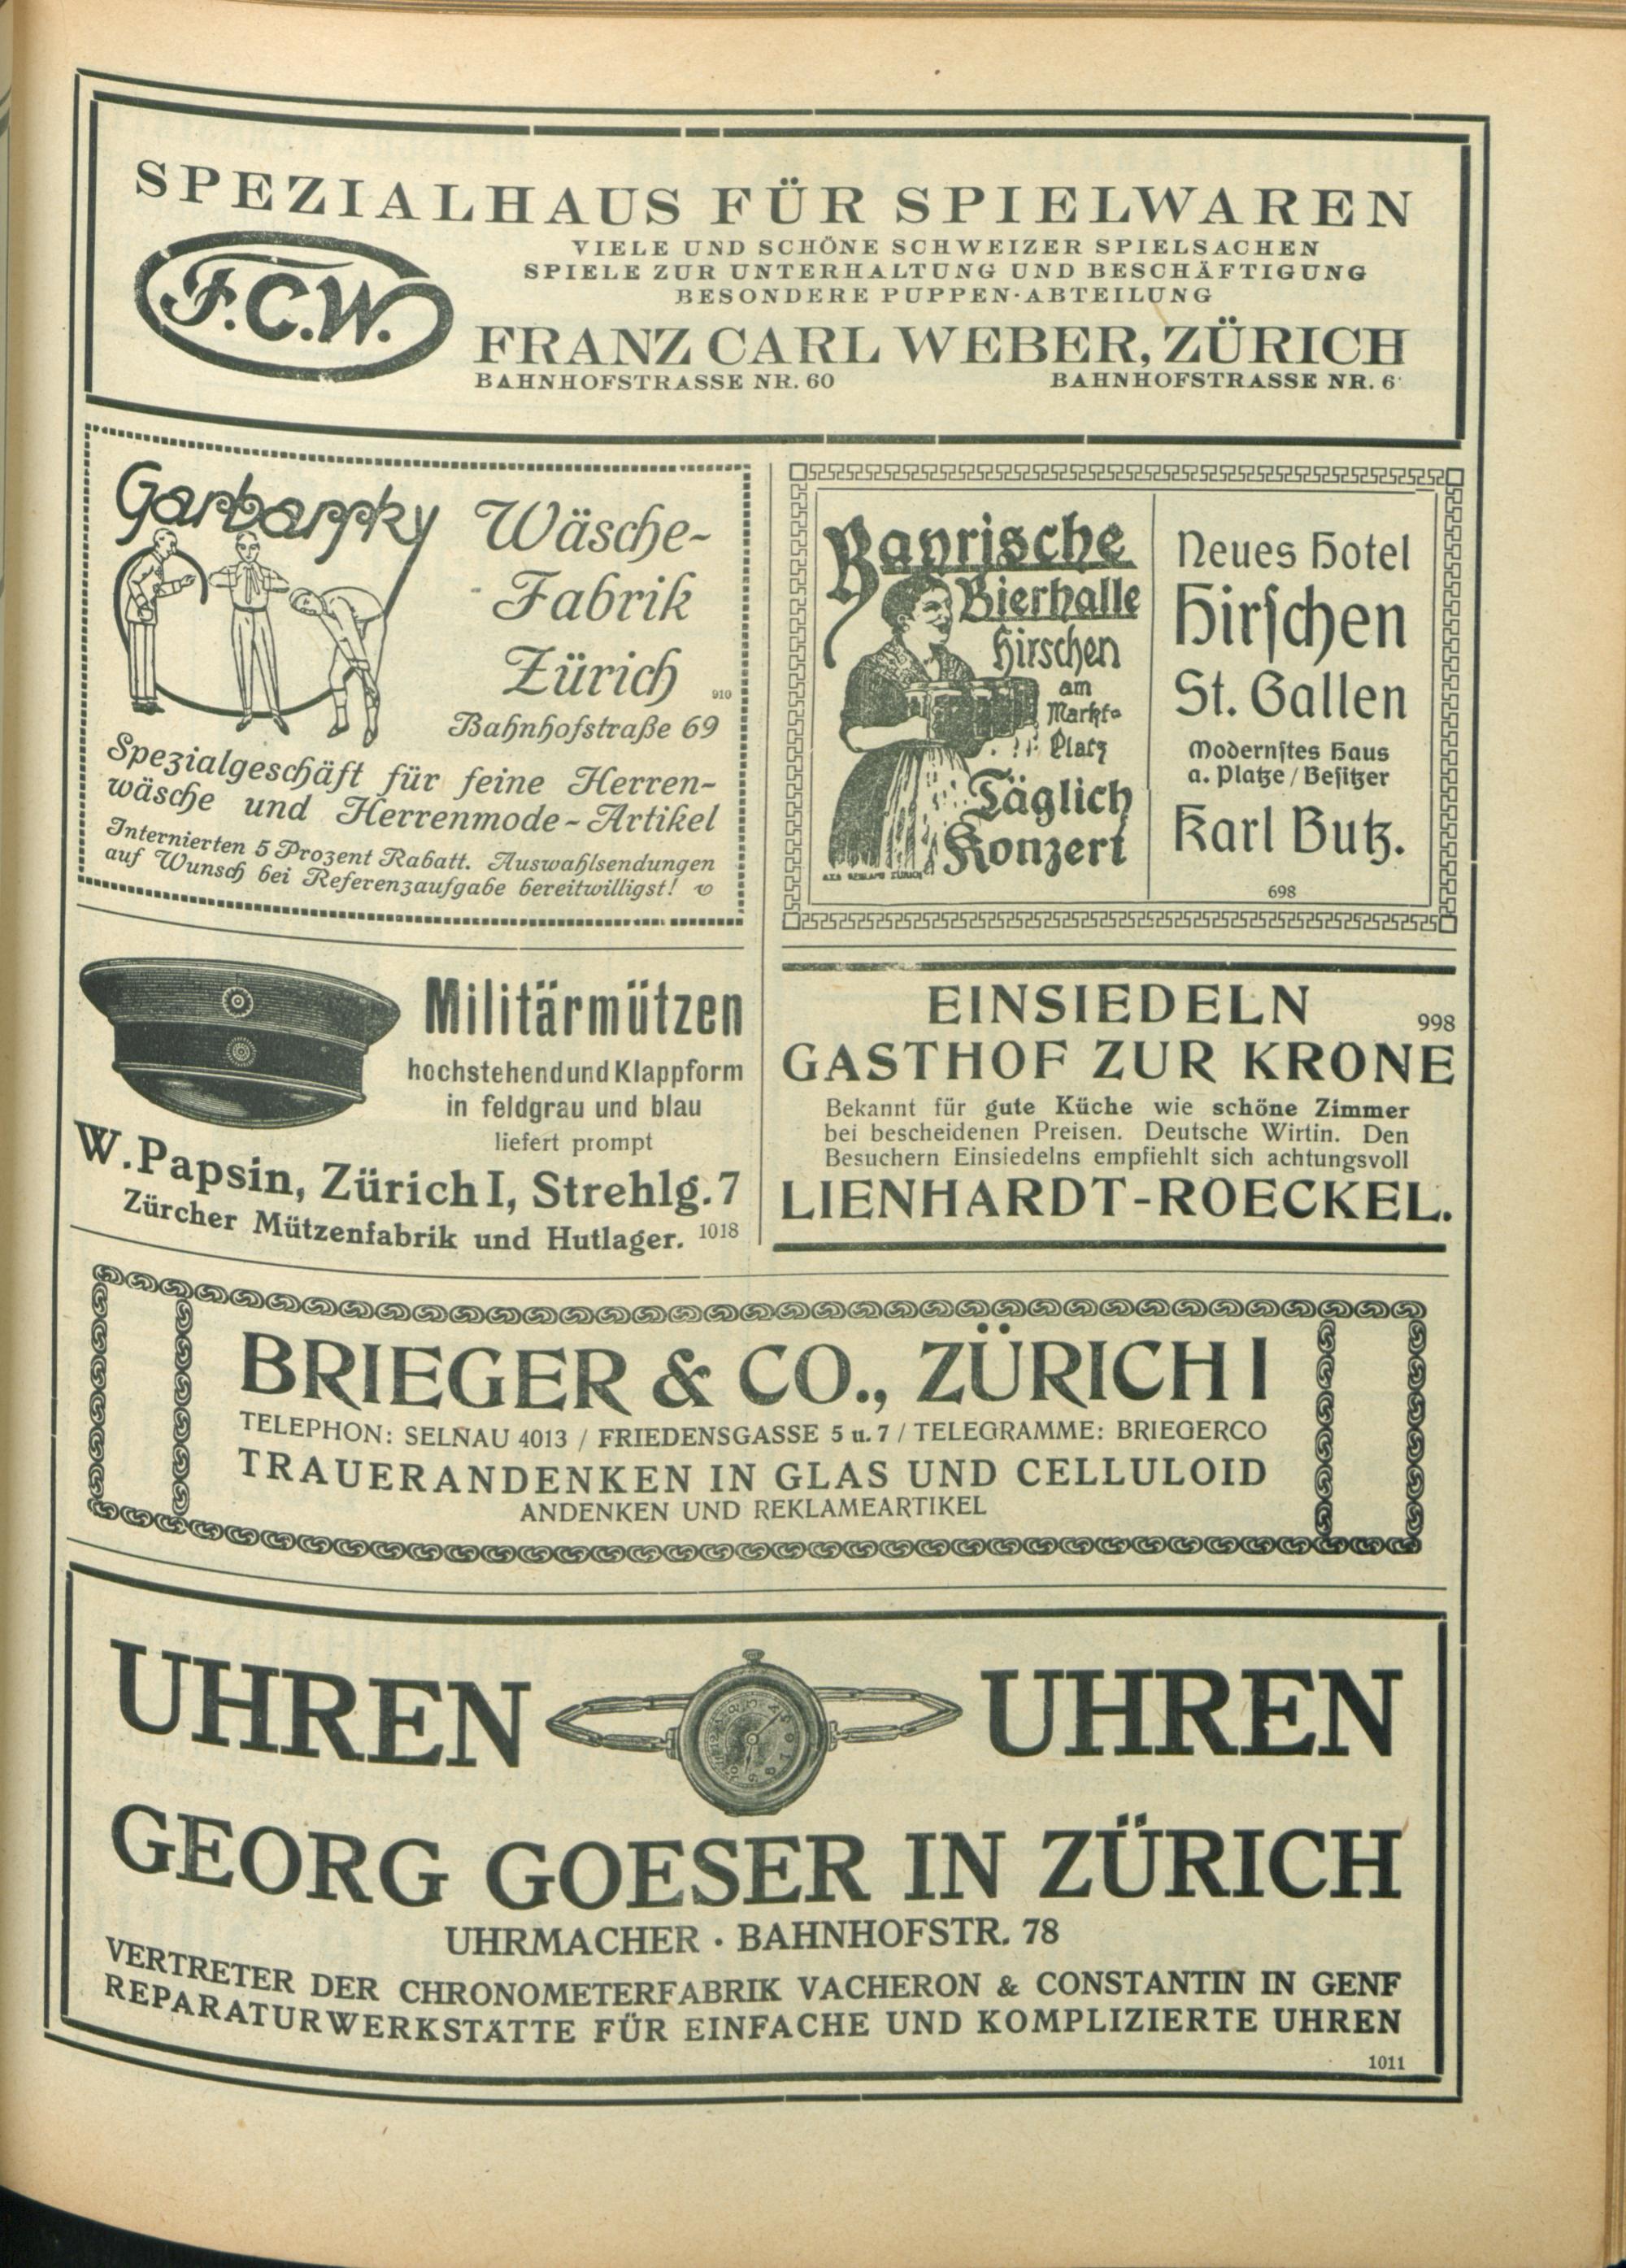 SPEZIALHAUS FÜR SPIELWAREN
F.C.W.
VIELE UND SCHÖNE SCHWEIZER SPIELSACHEN
SPIELE ZUR UNTERHALTUNG UND BESCHÄFTIGUNG
BESONDERE PUPPEN-ABTEILUNG
FRANZ CARL WEBER, ZÜRICH
BAHNHOFSTRASSE NR. 60 BAHNHOFSTRASSE NR. 6
Garbarsky
Wäsche-
Fabrik
Zürich
910
Bahnhofstraße 69
Spezialgeschäft für feine Herren-
wäsche und Herrenmode-Artikel
Internierten 5 Prozent Rabatt. Auswahlsendungen
auf Wunsch bei Referenzaufgabe bereitwilligst!
Bayrische
Bierhalle
Hirschen
am
Markt-
Platz
Täglich
Konzert
Neues Hotel
Hirschen
St. Gallen
Modernstes Haus
a. Platze / Besitzer
Karl Butz.
698
Militärmützen
hochstehend und Klappform
in feldgrau und blau
liefert prompt
W. Papsin, Zürich I, Strehlg. 7
Zürcher Mützenfabrik und Hutlager. 1018
EINSIEDELN
998
GASTHOF ZUR KRONE
Bekannt für gute Küche wie schöne Zimmer
bei bescheidenen Preisen. Deutsche Wirtin. Den
Besuchern Einsiedelns empfiehlt sich achtungsvoll
LIENHARDT-ROECKEL.
BRIEGER & CO., ZÜRICH I
TELEPHON: SELNAU 4013 / FRIEDENSGASSE 5 u. 7 / TELEGRAMME: BRIEGERCO
TRAUERANDENKEN IN GLAS UND CELLULOID
ANDENKEN UND REKLAMEARTIKEL
UHREN UHREN
GEORG GOESER IN ZÜRICH
UHRMACHER · BAHNHOFSTR. 78
VERTRETER DER CHRONOMETERFABRIK VACHERON & CONSTANTIN IN GENF
REPARATURWERKSTÄTTE FÜR EINFACHE UND KOMPLIZIERTE UHREN
1011